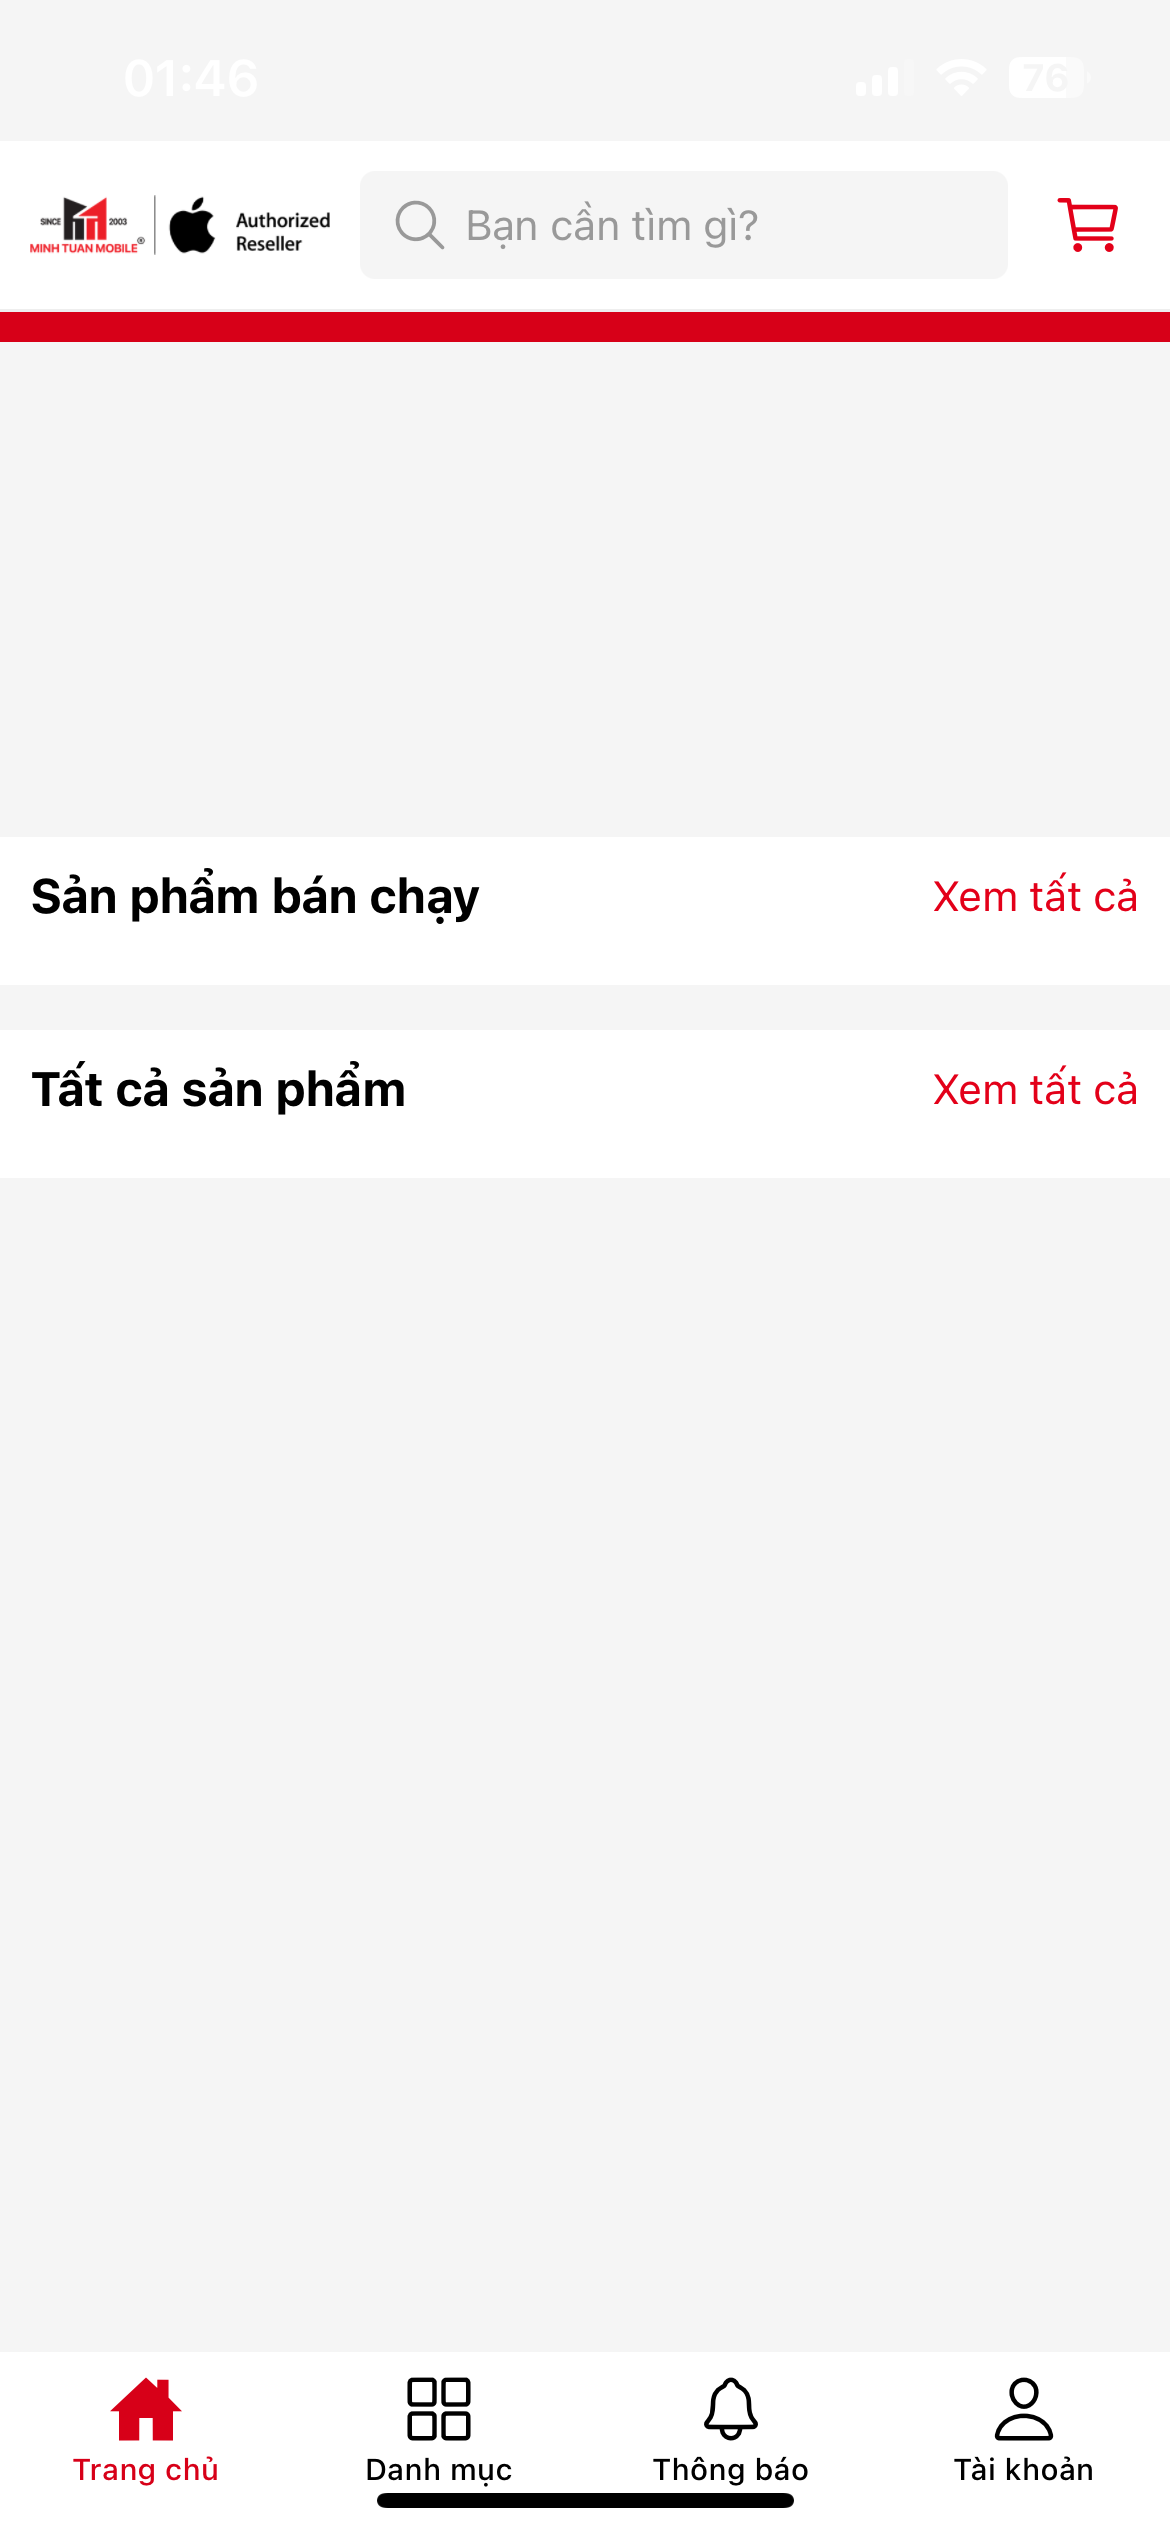 01:46
76
SINCE 2003
MINH TUAN MOBILE®
Authorized
Reseller
Bạn cần tìm gì?
Sản phẩm bán chạy
Xem tất cả
Tất cả sản phẩm
Xem tất cả
Trang chủ
Danh mục
Thông báo
Tài khoản